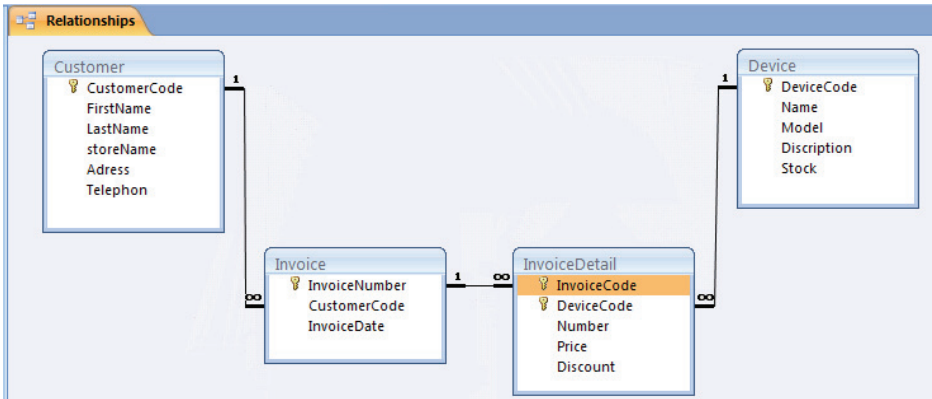 Relationships
Customer
CustomerCode
FirstName
LastName
storeName
Adress
Telephon
1
∞
Invoice
InvoiceNumber
CustomerCode
InvoiceDate
1
∞
InvoiceDetail
InvoiceCode
DeviceCode
Number
Price
Discount
∞
1
Device
DeviceCode
Name
Model
Discription
Stock